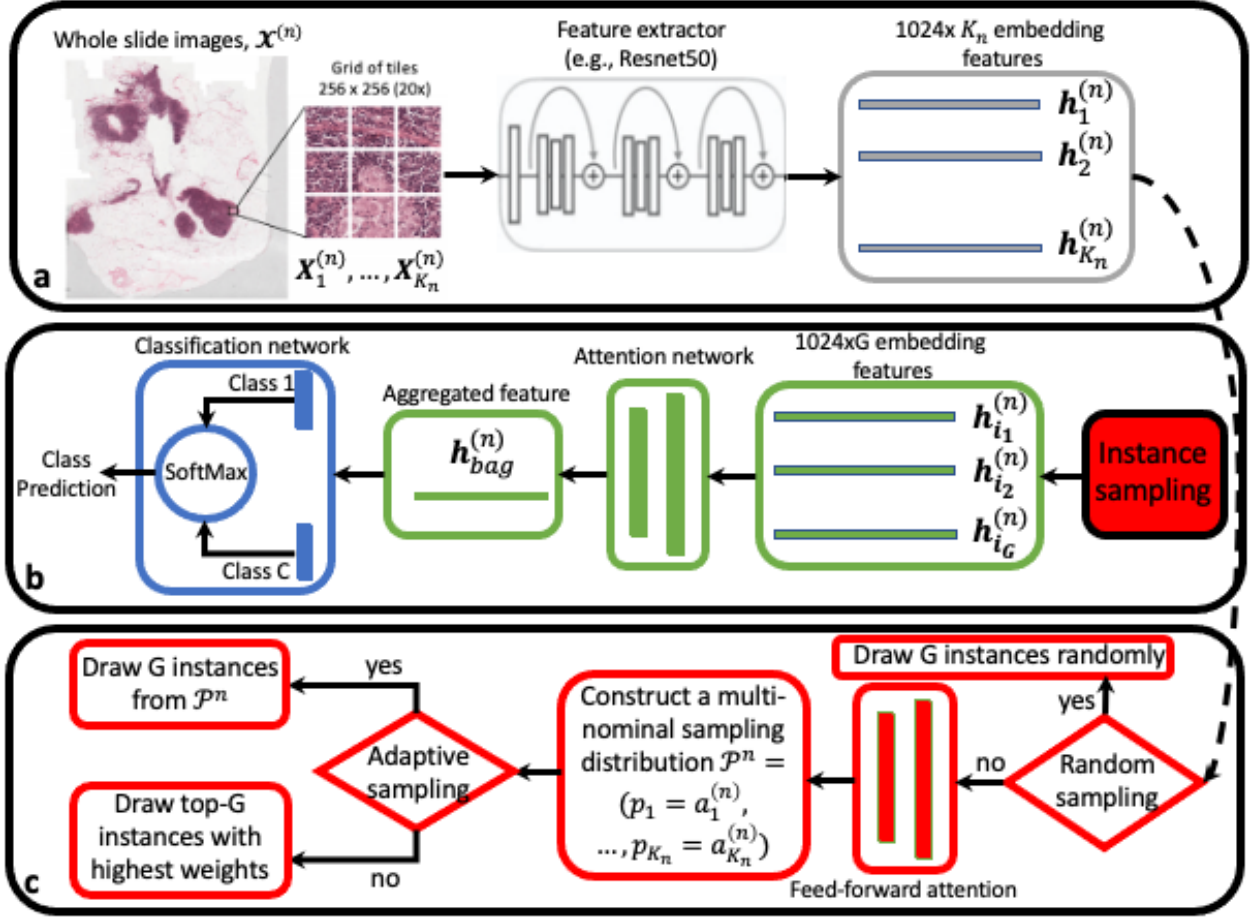 Whole slide images, 𝓧^(n)
Grid of tiles
256 x 256 (20x)
X_1^(n), ..., X_{K_n}^(n)
Feature extractor
(e.g., Resnet50)
1024x K_n embedding
features
h_1^(n)
h_2^(n)
h_{K_n}^(n)
a
Classification network
Class 1
SoftMax
Class C
Class
Prediction
Aggregated feature
h_bag^(n)
Attention network
1024xG embedding
features
h_{i_1}^(n)
h_{i_2}^(n)
h_{i_G}^(n)
Instance
sampling
b
Draw G instances
from 𝒫^n
yes
Adaptive
sampling
no
Draw top-G
instances with
highest weights
Construct a multi-
nominal sampling
distribution 𝒫^n =
(p_1 = a_1^(n),
..., p_{K_n} = a_{K_n}^(n))
Draw G instances randomly
yes
no
Random
sampling
Feed-forward attention
c